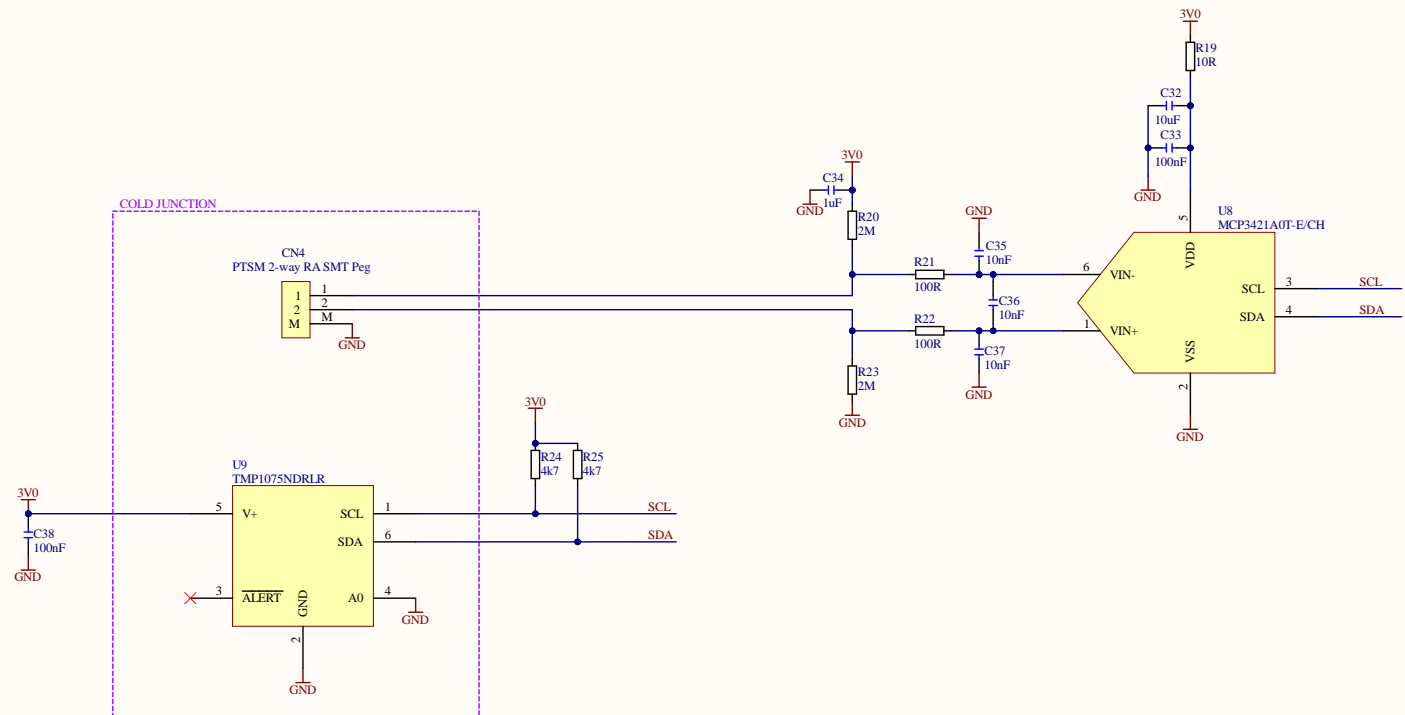 3V0
R19
10R
C32
10uF
C33
100nF
GND
3V0
C34
1uF
GND
R20
2M
COLD JUNCTION
CN4
PTSM 2-way RA SMT Peg
1
2
M
1
2
M
GND
GND
C35
10nF
R21
100R
C36
10nF
R22
100R
C37
10nF
GND
R23
2M
GND
U8
MCP3421A0T-E/CH
5
VDD
6
VIN-
1
VIN+
SCL
3
SCL
SDA
4
SDA
VSS
2
GND
3V0
R24
4k7
R25
4k7
U9
TMP1075NDRLR
3V0
C38
100nF
GND
5
V+
SCL
1
SCL
SDA
6
SDA
3
ALERT
GND
A0
4
GND
2
GND